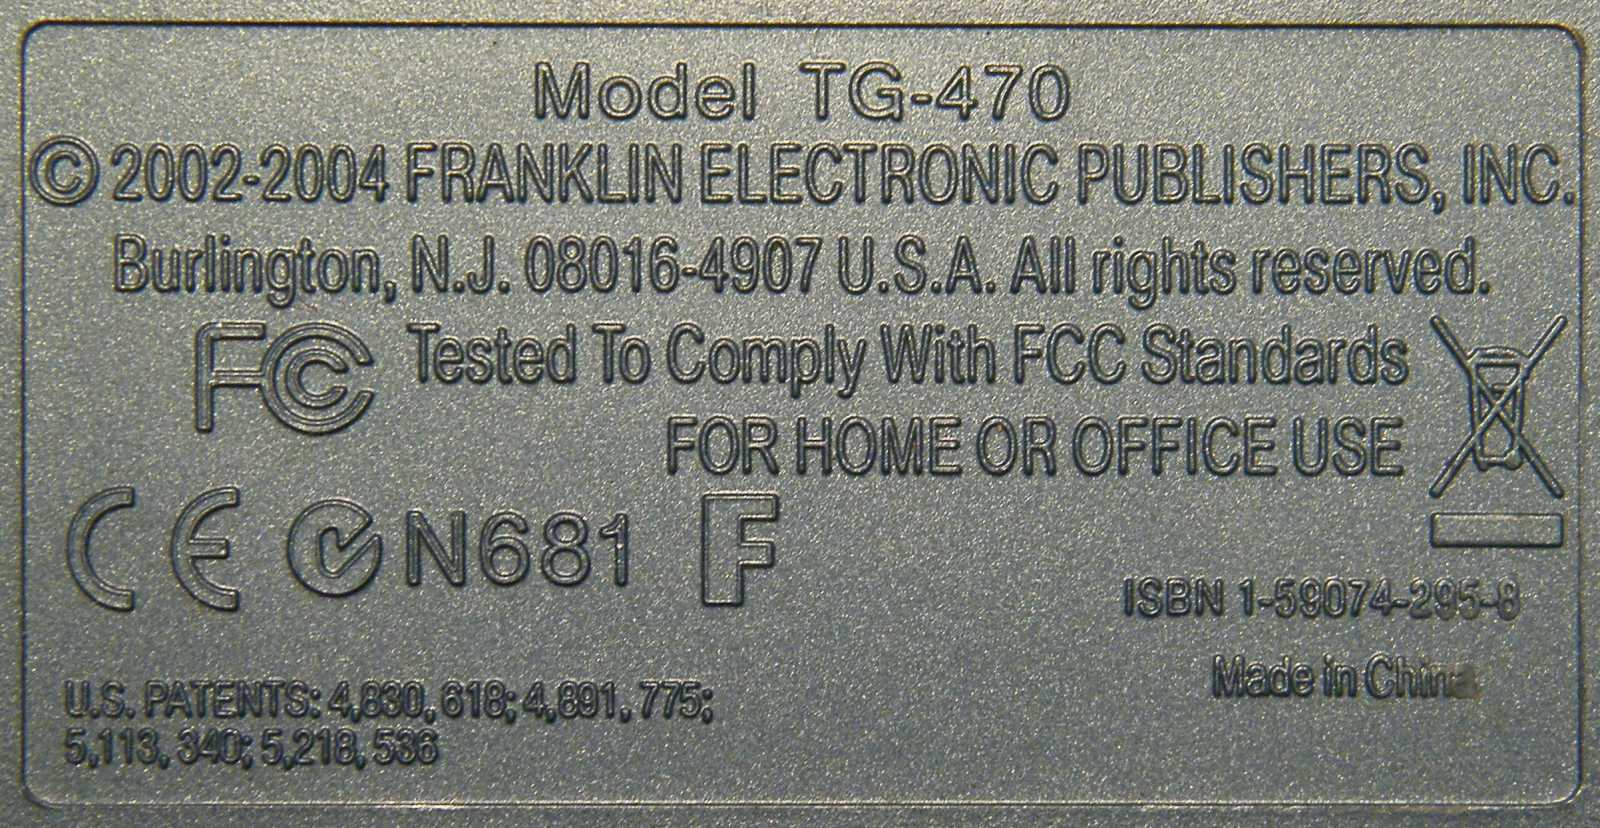 Model TG-470
© 2002-2004 FRANKLIN ELECTRONIC PUBLISHERS, INC.
Burlington, N.J. 08016-4907 U.S.A. All rights reserved.
FC Tested To Comply With FCC Standards
FOR HOME OR OFFICE USE
CE N681 F
ISBN 1-59074-295-8
Made in China
U.S. PATENTS: 4,830, 618; 4,891, 775;
5,113, 340; 5,218, 536